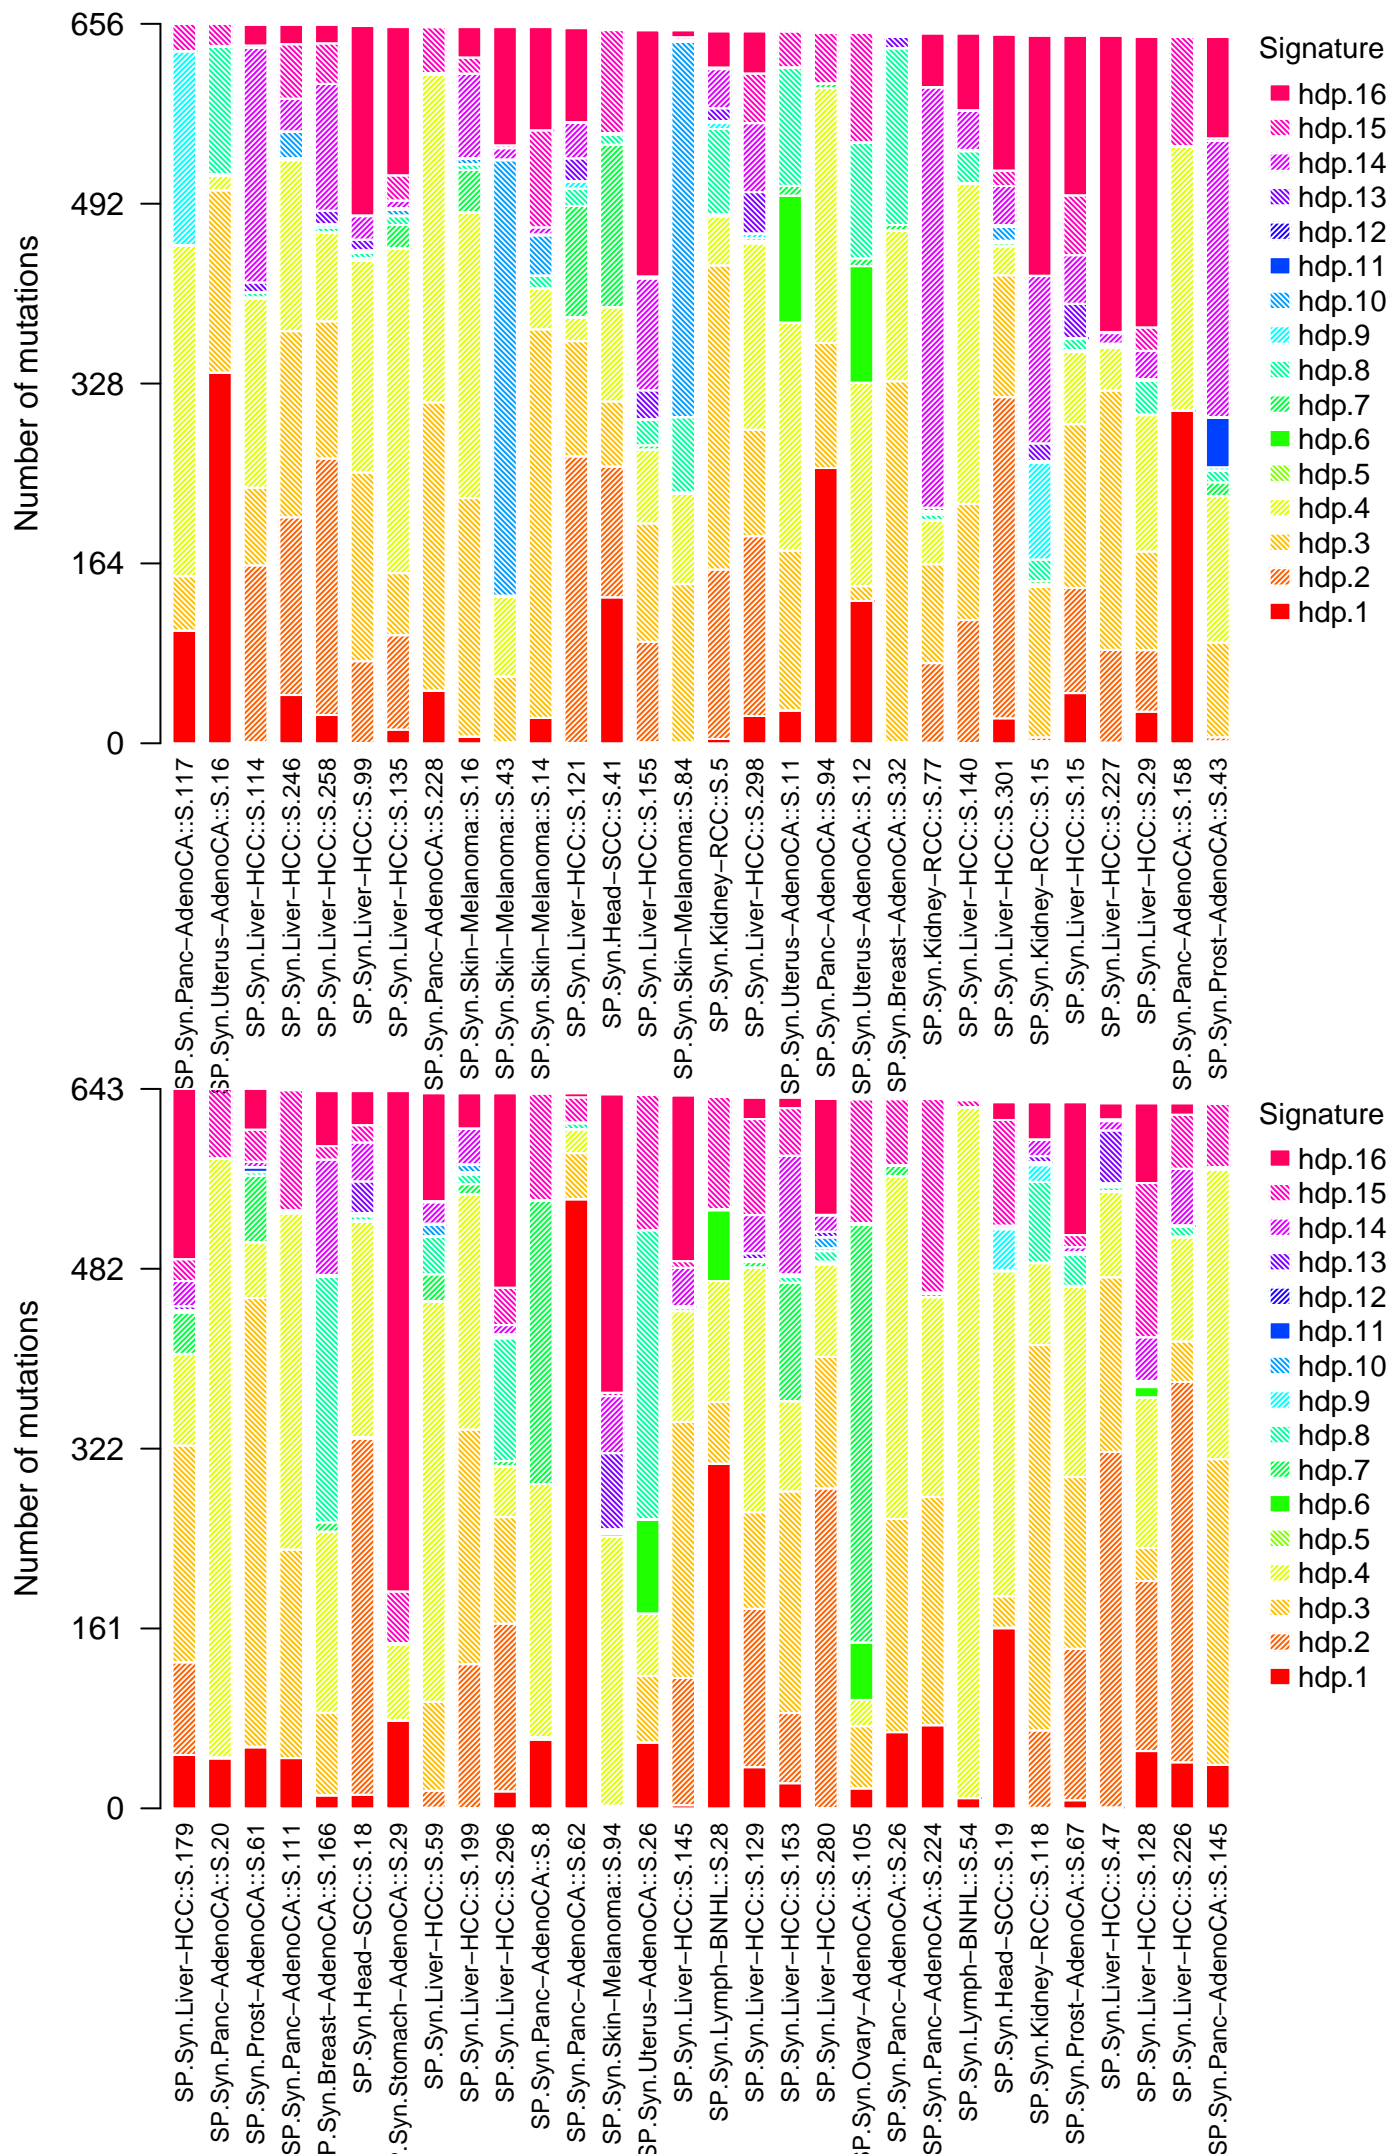 Number of mutations
656
492
328
164
0
Signature
hdp.16
hdp.15
hdp.14
hdp.13
hdp.12
hdp.11
hdp.10
hdp.9
hdp.8
hdp.7
hdp.6
hdp.5
hdp.4
hdp.3
hdp.2
hdp.1
SP.Syn.Panc−AdenoCA::S.117
SP.Syn.Uterus−AdenoCA::S.16
SP.Syn.Liver−HCC::S.114
SP.Syn.Liver−HCC::S.246
SP.Syn.Liver−HCC::S.258
SP.Syn.Liver−HCC::S.99
SP.Syn.Liver−HCC::S.135
SP.Syn.Panc−AdenoCA::S.228
SP.Syn.Skin−Melanoma::S.16
SP.Syn.Skin−Melanoma::S.43
SP.Syn.Skin−Melanoma::S.14
SP.Syn.Liver−HCC::S.121
SP.Syn.Head−SCC::S.41
SP.Syn.Liver−HCC::S.155
SP.Syn.Skin−Melanoma::S.84
SP.Syn.Kidney−RCC::S.5
SP.Syn.Liver−HCC::S.298
SP.Syn.Uterus−AdenoCA::S.11
SP.Syn.Panc−AdenoCA::S.94
SP.Syn.Uterus−AdenoCA::S.12
SP.Syn.Breast−AdenoCA::S.32
SP.Syn.Kidney−RCC::S.77
SP.Syn.Liver−HCC::S.140
SP.Syn.Liver−HCC::S.301
SP.Syn.Kidney−RCC::S.15
SP.Syn.Liver−HCC::S.15
SP.Syn.Liver−HCC::S.227
SP.Syn.Liver−HCC::S.29
SP.Syn.Panc−AdenoCA::S.158
SP.Syn.Prost−AdenoCA::S.43
Number of mutations
643
482
322
161
0
Signature
hdp.16
hdp.15
hdp.14
hdp.13
hdp.12
hdp.11
hdp.10
hdp.9
hdp.8
hdp.7
hdp.6
hdp.5
hdp.4
hdp.3
hdp.2
hdp.1
SP.Syn.Liver−HCC::S.179
SP.Syn.Panc−AdenoCA::S.20
SP.Syn.Prost−AdenoCA::S.61
SP.Syn.Panc−AdenoCA::S.111
P.Syn.Breast−AdenoCA::S.166
SP.Syn.Head−SCC::S.18
.Syn.Stomach−AdenoCA::S.29
SP.Syn.Liver−HCC::S.59
SP.Syn.Liver−HCC::S.199
SP.Syn.Liver−HCC::S.296
SP.Syn.Panc−AdenoCA::S.8
SP.Syn.Panc−AdenoCA::S.62
SP.Syn.Skin−Melanoma::S.94
SP.Syn.Uterus−AdenoCA::S.26
SP.Syn.Liver−HCC::S.145
SP.Syn.Lymph−BNHL::S.28
SP.Syn.Liver−HCC::S.129
SP.Syn.Liver−HCC::S.153
SP.Syn.Liver−HCC::S.280
SP.Syn.Ovary−AdenoCA::S.105
SP.Syn.Panc−AdenoCA::S.26
SP.Syn.Panc−AdenoCA::S.224
SP.Syn.Lymph−BNHL::S.54
SP.Syn.Head−SCC::S.19
SP.Syn.Kidney−RCC::S.118
SP.Syn.Prost−AdenoCA::S.67
SP.Syn.Liver−HCC::S.47
SP.Syn.Liver−HCC::S.128
SP.Syn.Liver−HCC::S.226
SP.Syn.Panc−AdenoCA::S.145